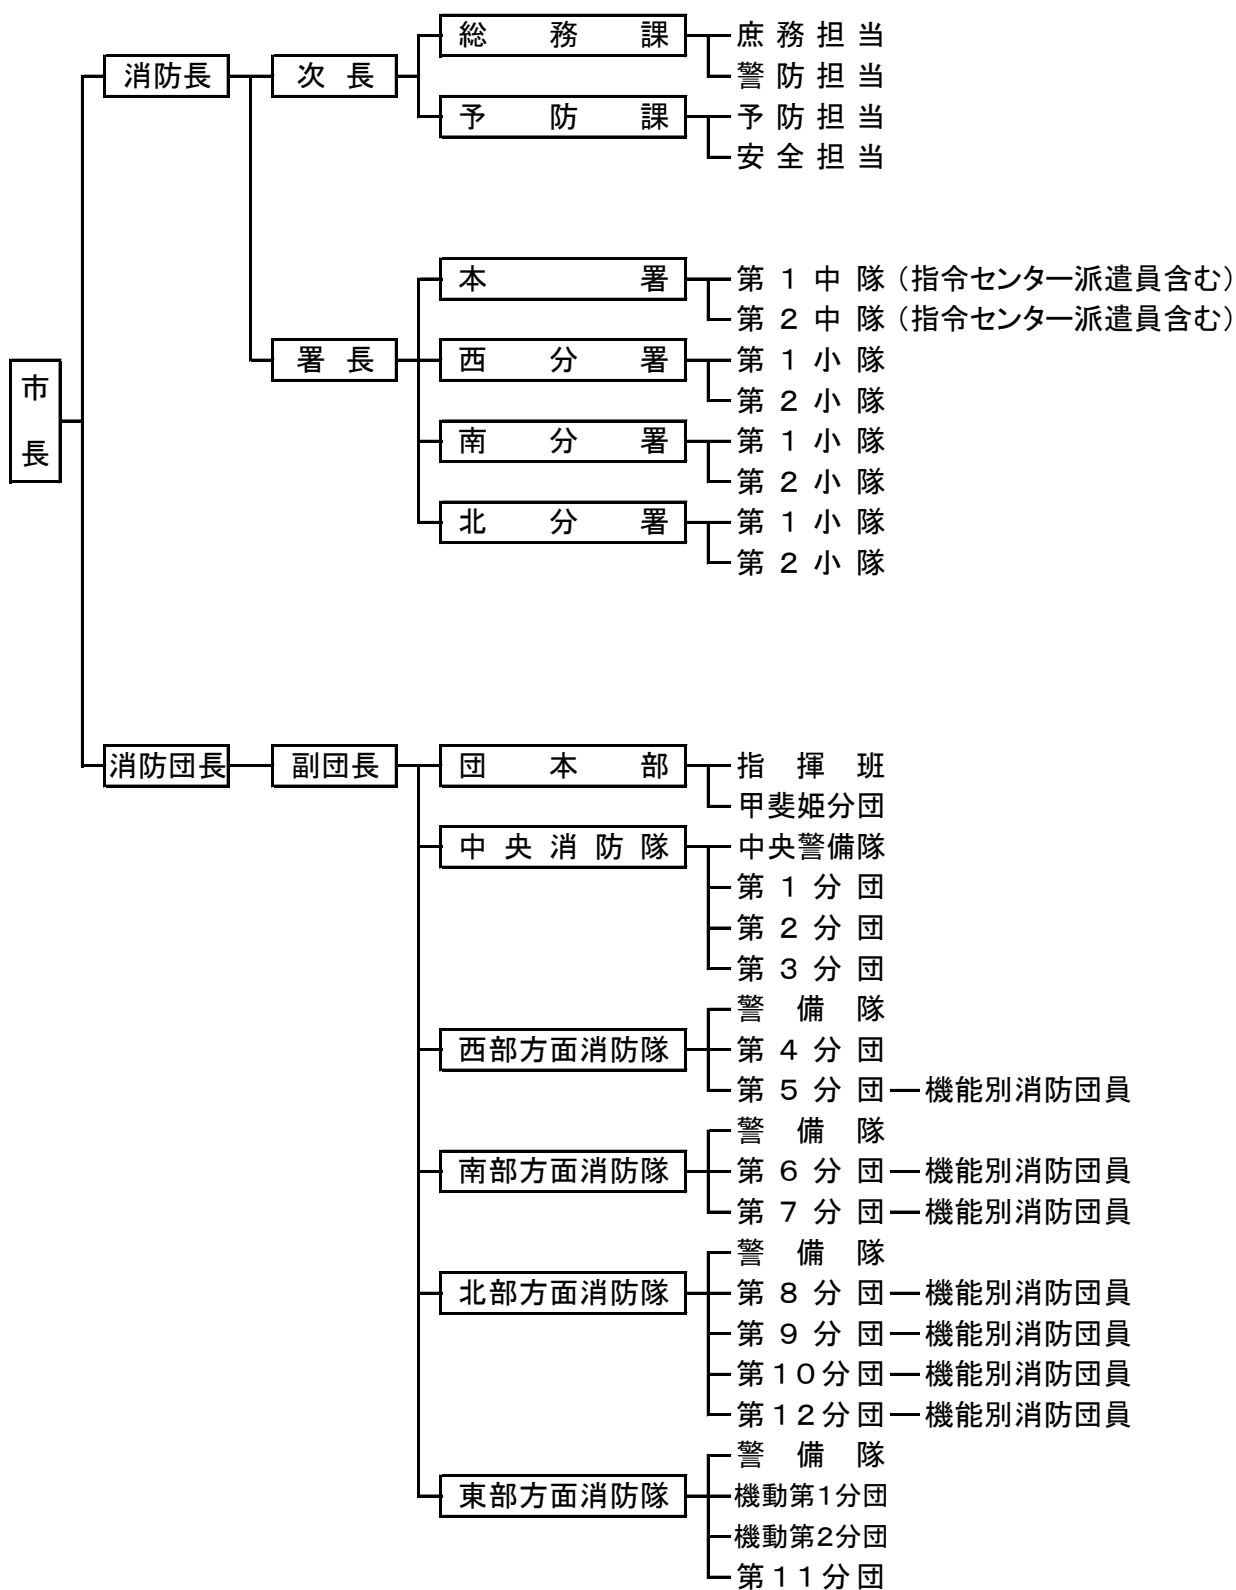 総務課 庶務担当
消防長 次長 警防担当
予防課 予防担当
安全担当
本署 第１中隊（指令センター派遣員含む）
第２中隊（指令センター派遣員含む）
署長 西分署 第１小隊
市長 第２小隊
南分署 第１小隊
第２小隊
北分署 第１小隊
第２小隊
消防団長 副団長 団本部 指揮班
甲斐姫分団
中央消防隊 中央警備隊
第１分団
第２分団
第３分団
警備隊
西部方面消防隊 第４分団
第５分団 機能別消防団員
警備隊
南部方面消防隊 第６分団 機能別消防団員
第７分団 機能別消防団員
警備隊
北部方面消防隊 第８分団 機能別消防団員
第９分団 機能別消防団員
第１０分団 機能別消防団員
第１２分団 機能別消防団員
警備隊
東部方面消防隊 機動第１分団
機動第２分団
第１１分団